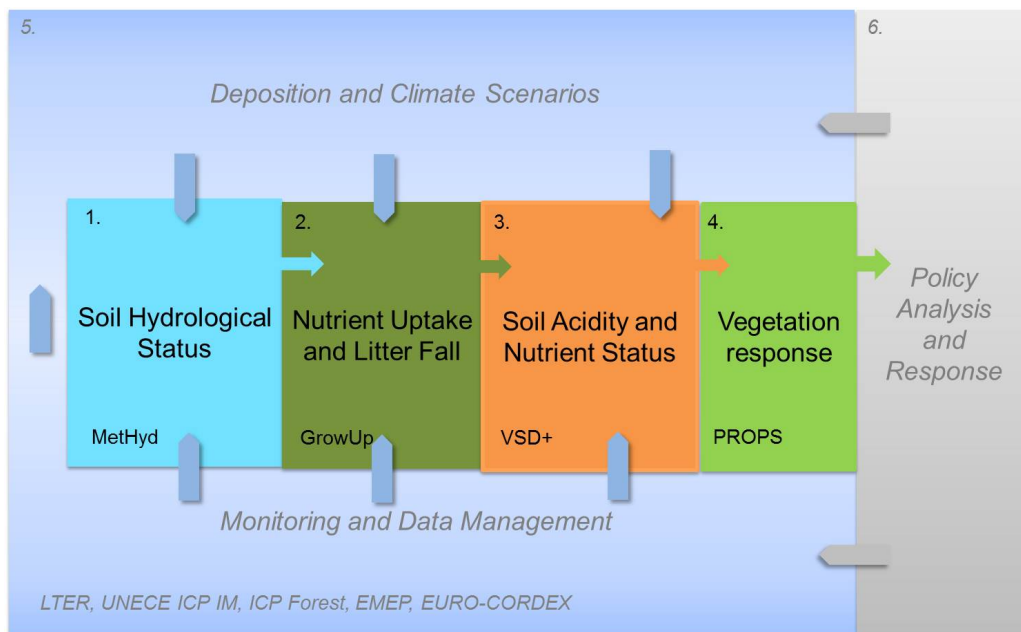 5.
6.
Deposition and Climate Scenarios
1.
2.
3.
4.
Soil Hydrological
Status
Nutrient Uptake
and Litter Fall
Soil Acidity and
Nutrient Status
Vegetation
response
Policy
Analysis
and
Response
MetHyd
GrowUp
VSD+
PROPS
Monitoring and Data Management
LTER, UNECE ICP IM, ICP Forest, EMEP, EURO-CORDEX